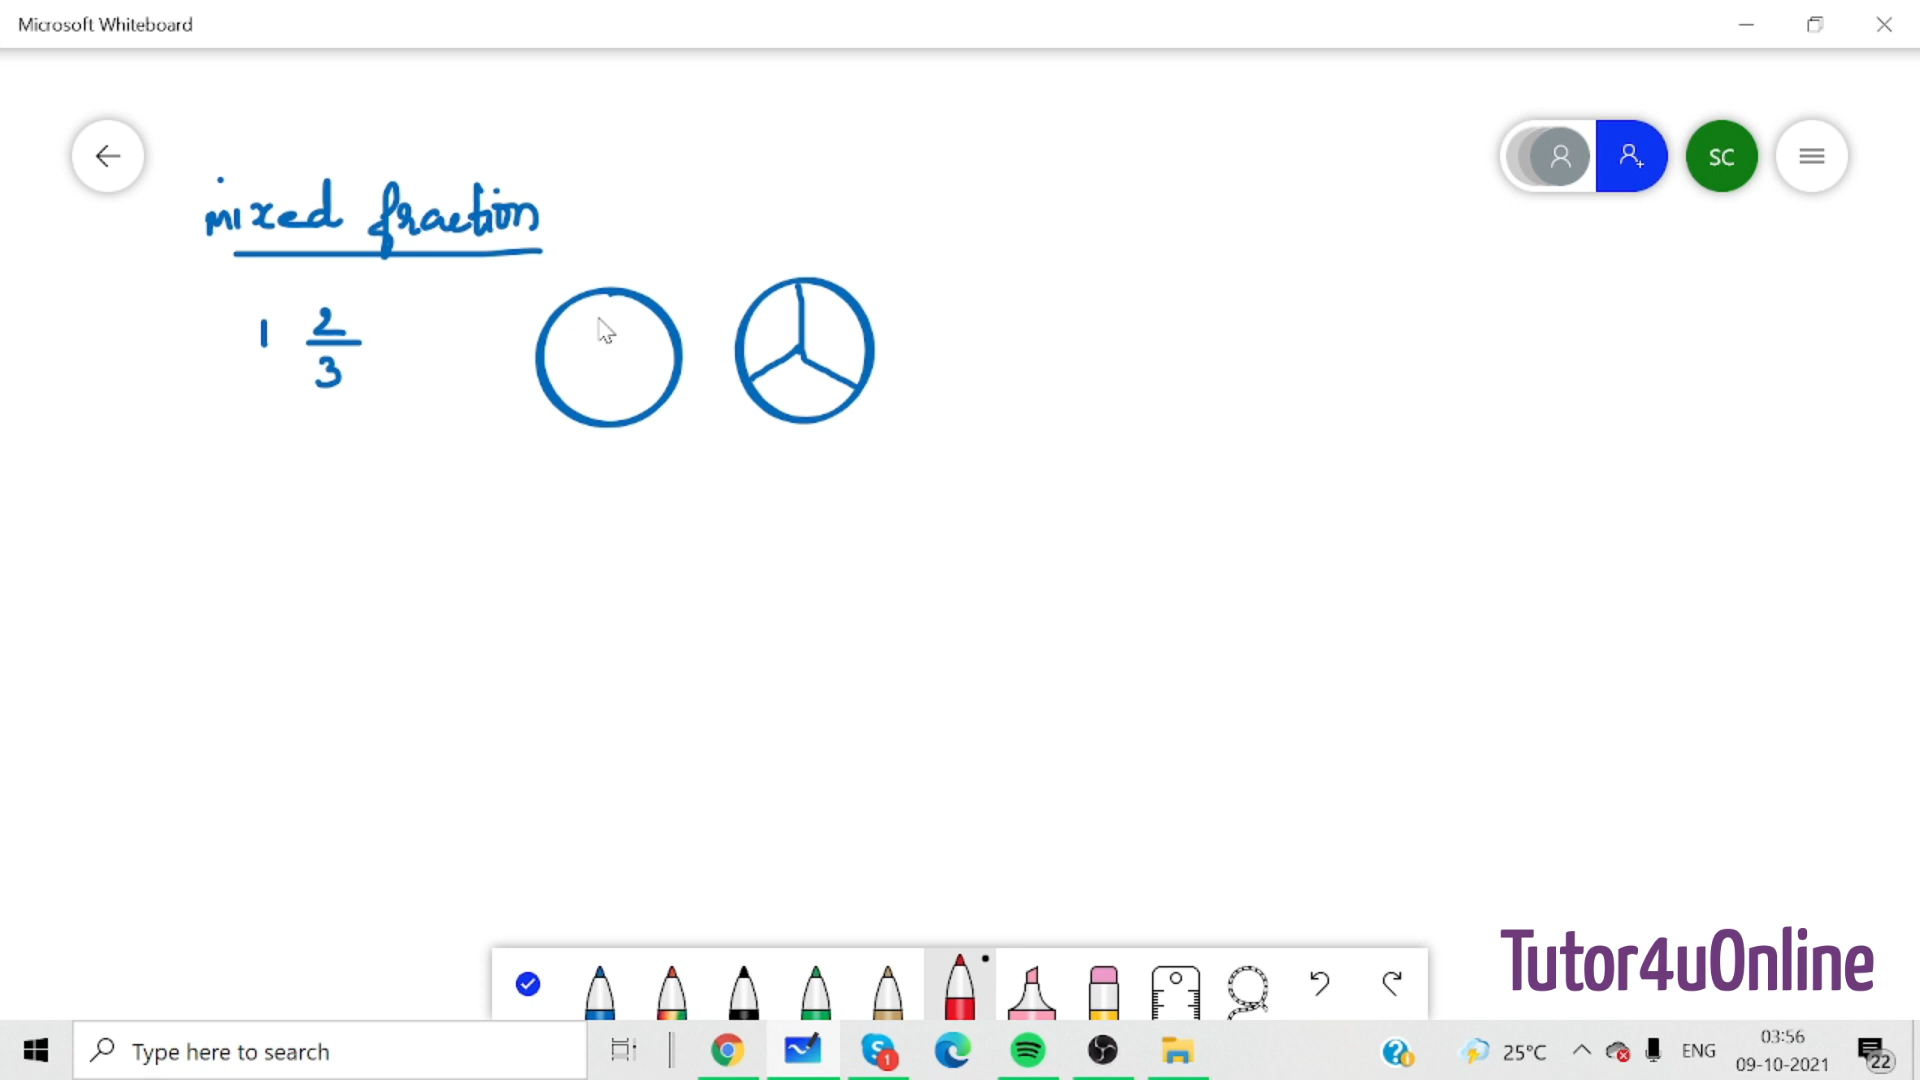 Microsoft Whiteboard
SC
mixed fraction
1 2/3
Tutor4uOnline
Type here to search
1
25°C
ENG
03:56
09-10-2021
22